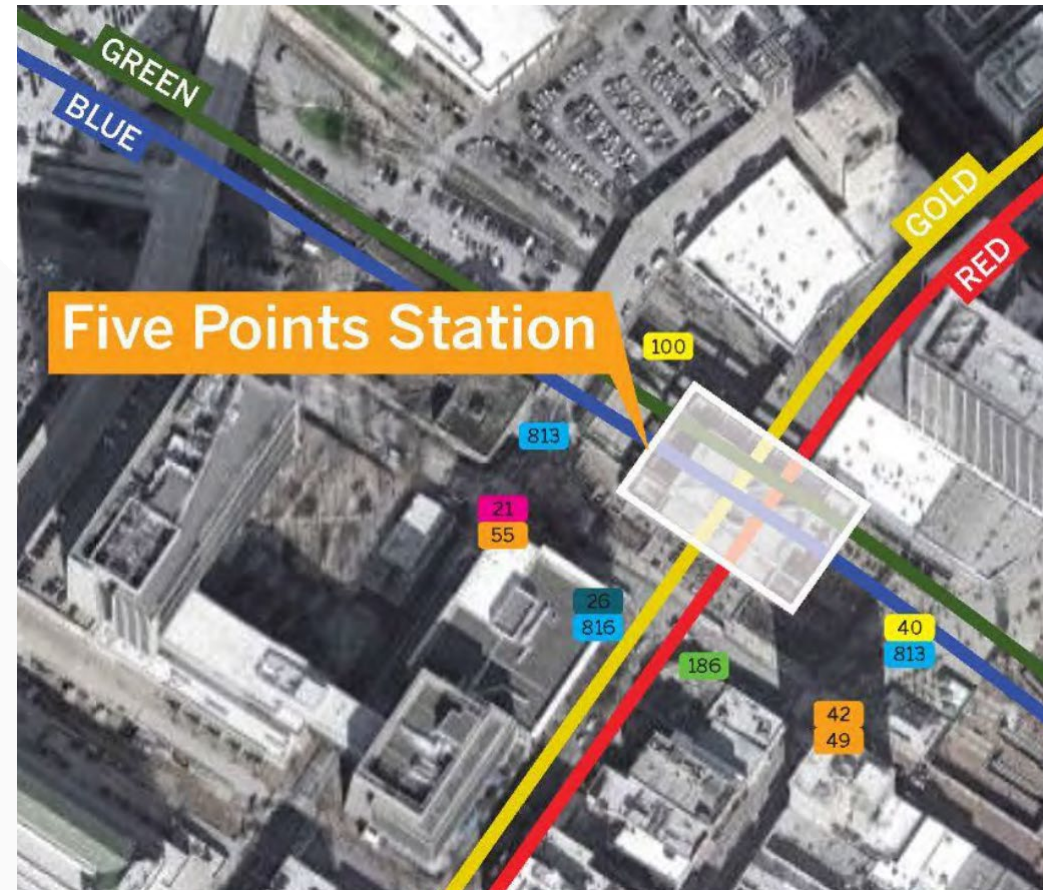 GREEN
BLUE
GOLD
RED
Five Points Station
100
813
21
55
26
816
40
813
186
42
49